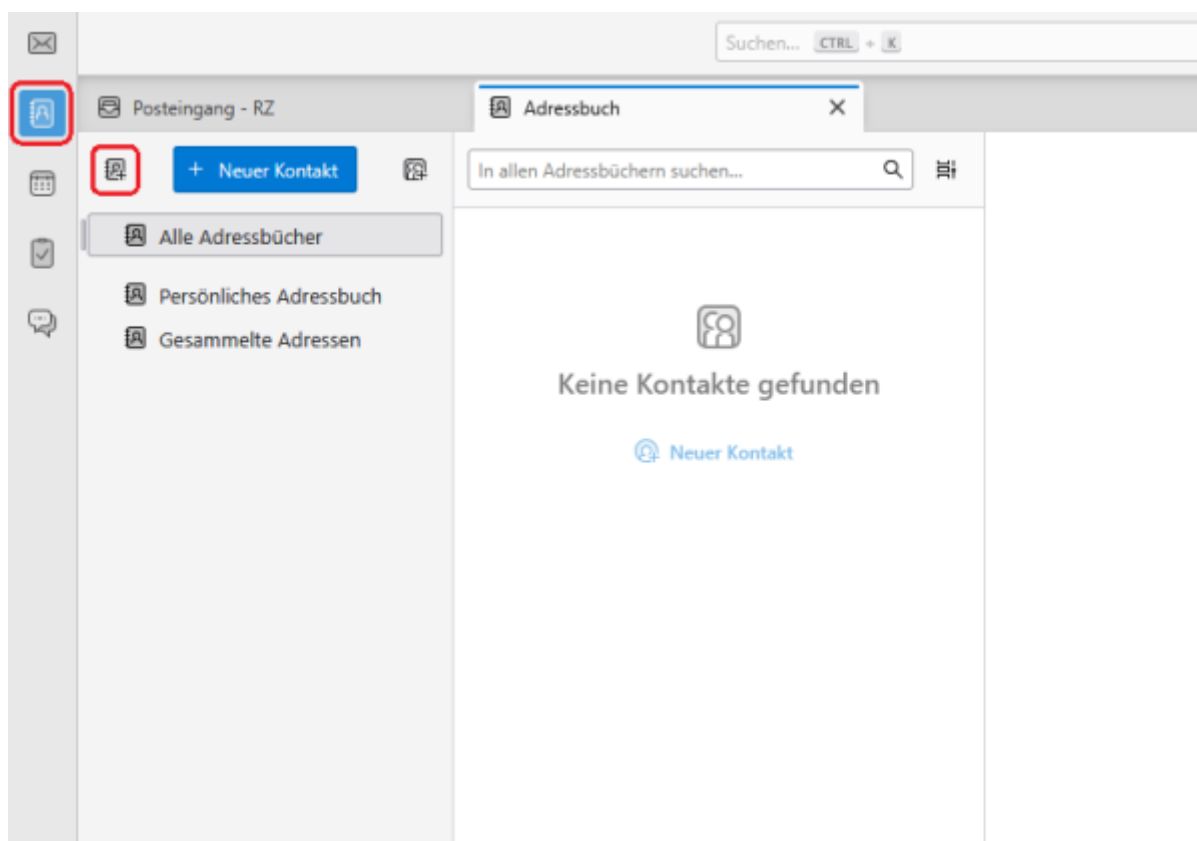 Suchen... CTRL + K
Posteingang - RZ
Adressbuch
+ Neuer Kontakt
In allen Adressbüchern suchen...
Alle Adressbücher
Persönliches Adressbuch
Gesammelte Adressen
Keine Kontakte gefunden
Neuer Kontakt